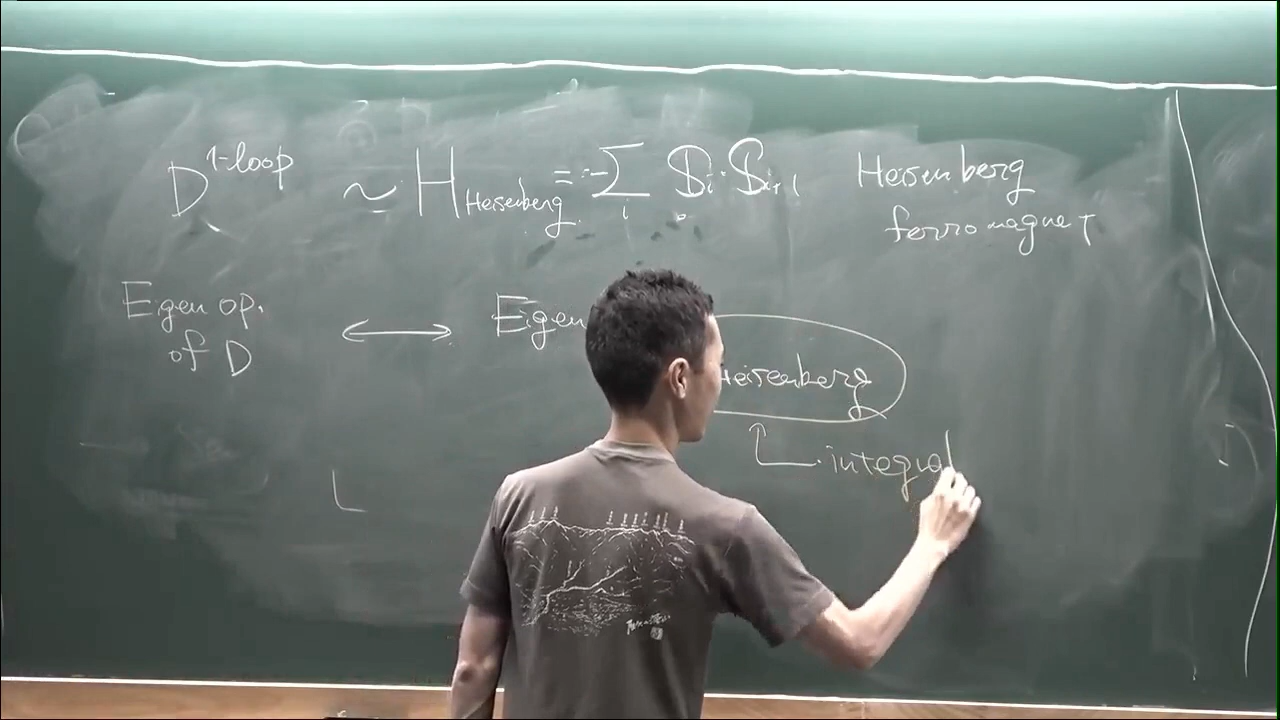 D^{1-loop} ~ H_{Heisenberg} = -∑_i S_i · S_{i+1} Heisenberg
ferromagnet
Eigen op.
of D
↔ Eigen
Heisenberg
integral